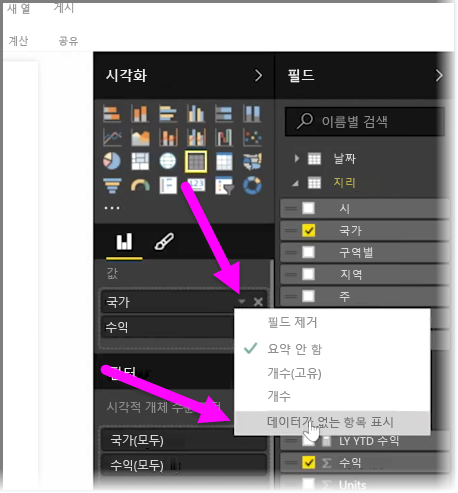 새 열 게시
계산 공유
시각화
필드
이름별 검색
날짜
지리
시
국가
구역별
지역
주
값
국가
수익
필터
시각적 개체 수준
국가(모두)
수익(모두)
필드 제거
요약 안 함
개수(고유)
개수
데이터가 없는 항목 표시
LY YTD 수익
수익
Units